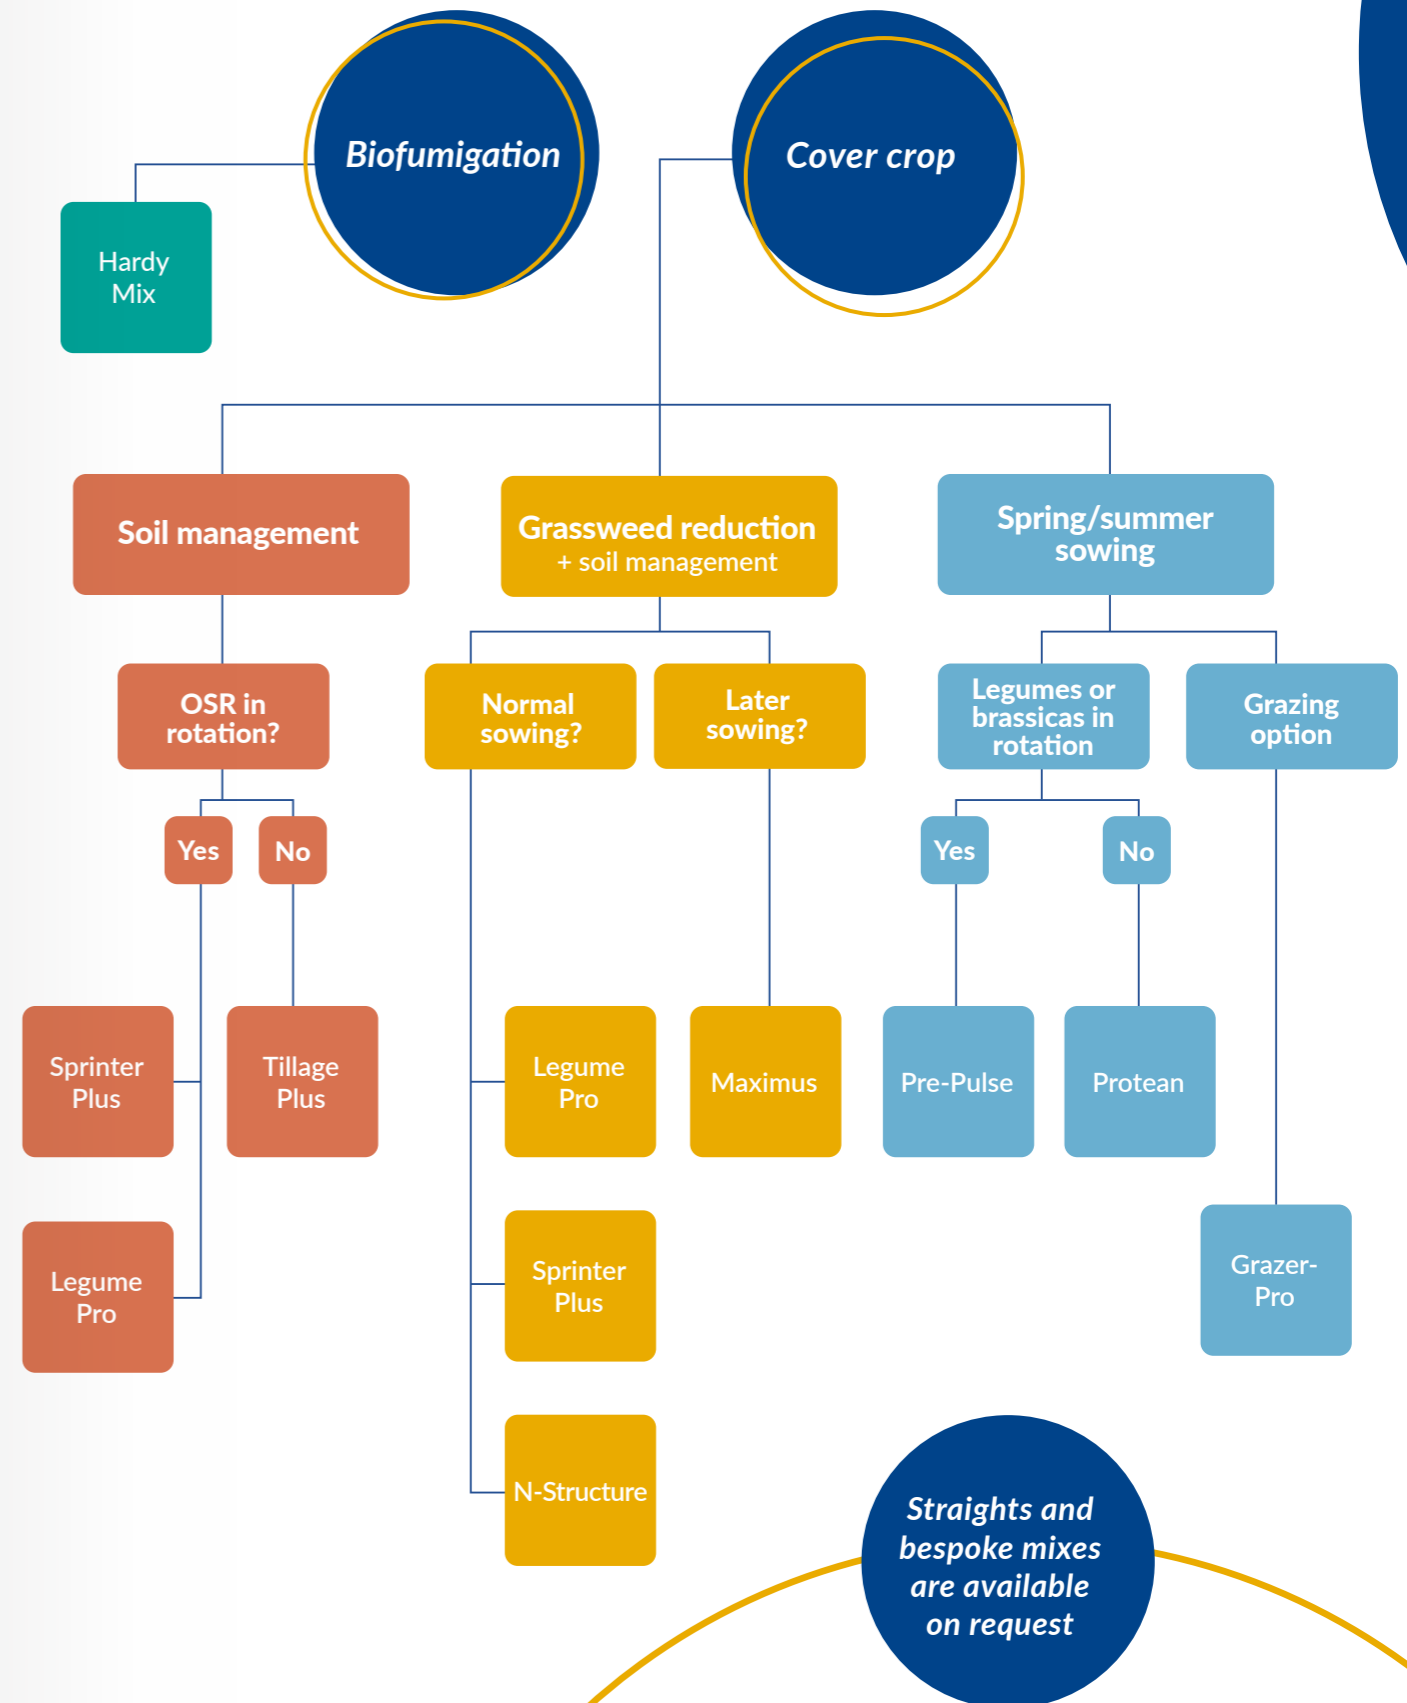 Biofumigation
Cover crop
Hardy
Mix
Soil management
Grassweed reduction
+ soil management
Spring/summer
sowing
OSR in
rotation?
Normal
sowing?
Later
sowing?
Legumes or
brassicas in
rotation
Grazing
option
Yes
No
Yes
No
Sprinter
Plus
Tillage
Plus
Legume
Pro
Maximus
Pre-Pulse
Protean
Legume
Pro
Sprinter
Plus
Grazer-
Pro
N-Structure
Straights and
bespoke mixes
are available
on request